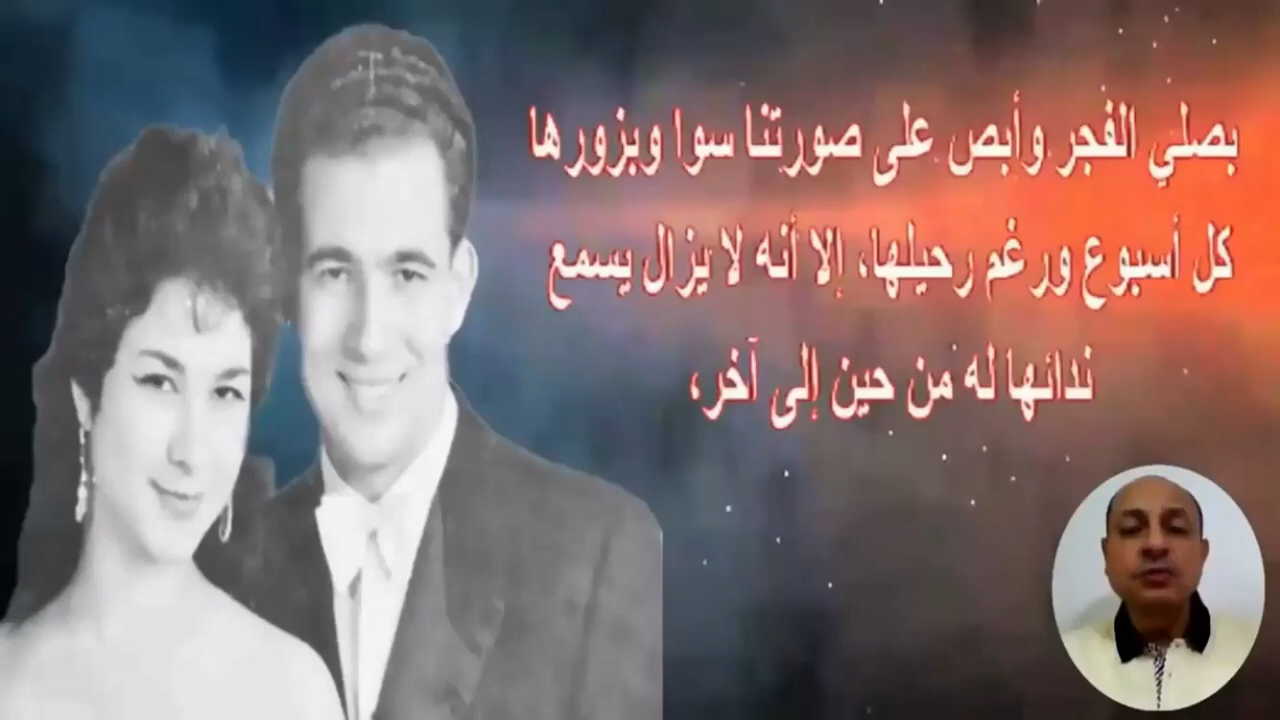 بصلي الفجر وأبص على صورتنا سوا وبزورها
كل أسبوع ورغم رحيلها، إلا أنه لا يزال يسمع
ندائها له من حين إلى آخر،